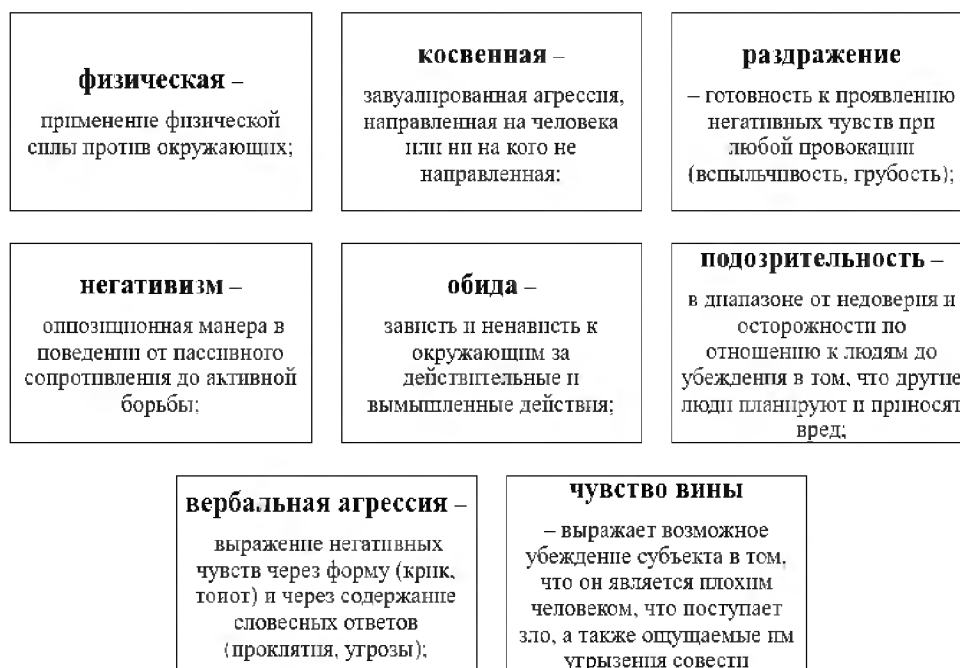 физическая –
применение физической
силы против окружающих;
косвенная –
завуалированная агрессия,
направленная на человека
или ни на кого не
направленная;
раздражение
– готовность к проявлению
негативных чувств при
любой провокации
(вспыльчивость, грубость);
негативизм –
оппозиционная манера в
поведении от пассивного
сопротивления до активной
борьбы;
обида –
зависть и ненависть к
окружающим за
действительные и
вымышленные действия;
подозрительность –
в диапазоне от недоверия и
осторожности по
отношению к людям до
убеждения в том, что другие
люди планируют и приносят
вред;
вербальная агрессия –
выражение негативных
чувств через форму (крик,
топот) и через содержание
словесных ответов
(проклятия, угрозы);
чувство вины
– выражает возможное
убеждение субъекта в том,
что он является плохим
человеком, что поступает
зло, а также ощущаемые им
угрызения совести